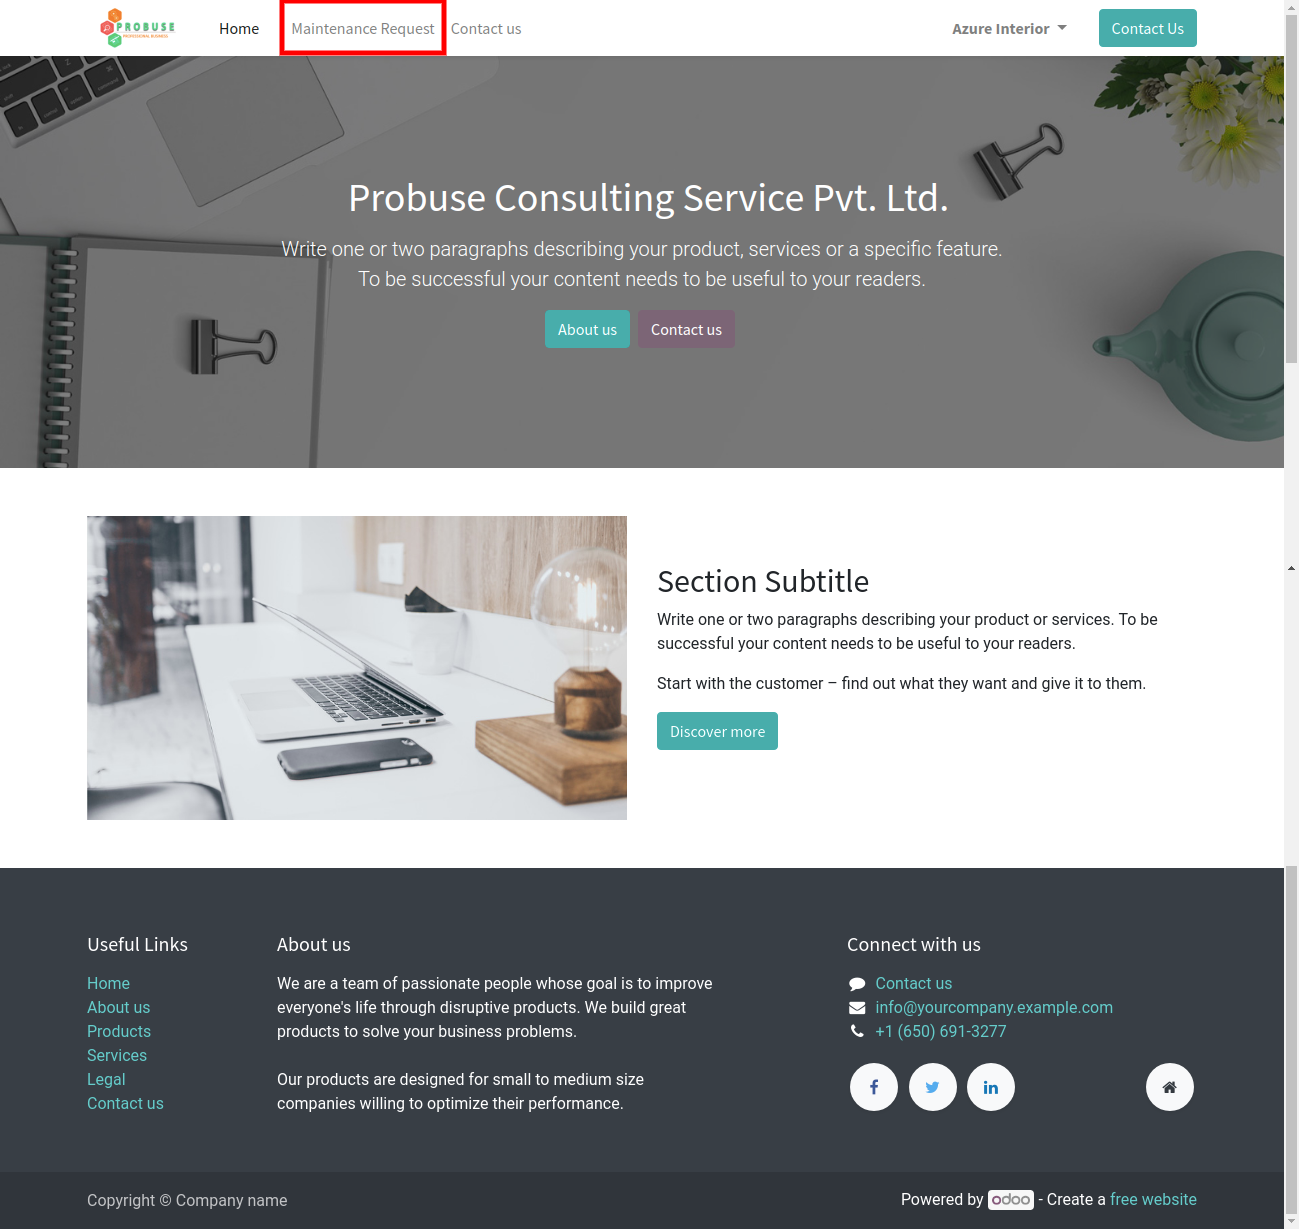 PROBUSE
Home
Maintenance Request
Contact us
Azure Interior
Contact Us
Probuse Consulting Service Pvt. Ltd.
Write one or two paragraphs describing your product, services or a specific feature.
To be successful your content needs to be useful to your readers.
About us
Contact us
Section Subtitle
Write one or two paragraphs describing your product or services. To be
successful your content needs to be useful to your readers.
Start with the customer – find out what they want and give it to them.
Discover more
Useful Links
Home
About us
Products
Services
Legal
Contact us
About us
We are a team of passionate people whose goal is to improve
everyone's life through disruptive products. We build great
products to solve your business problems.
Our products are designed for small to medium size
companies willing to optimize their performance.
Connect with us
Contact us
info@yourcompany.example.com
+1 (650) 691-3277
Copyright © Company name
Powered by odoo - Create a free website